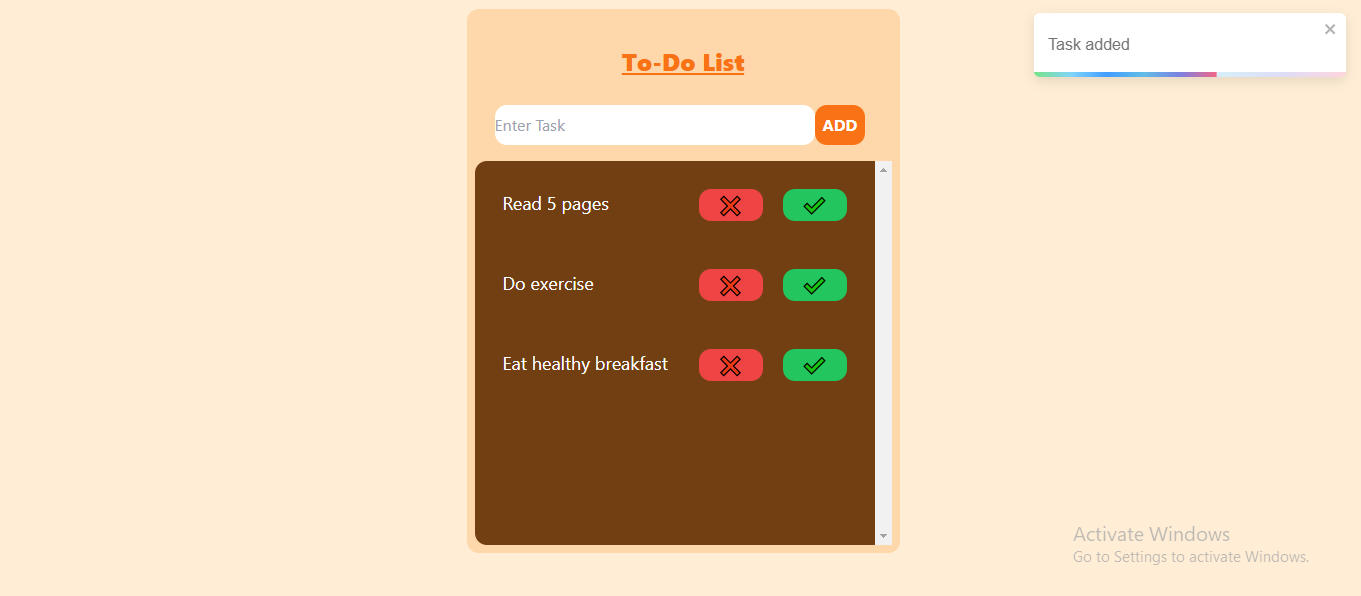 To-Do List
Task added
Enter Task
ADD
Read 5 pages
Do exercise
Eat healthy breakfast
Activate Windows
Go to Settings to activate Windows.